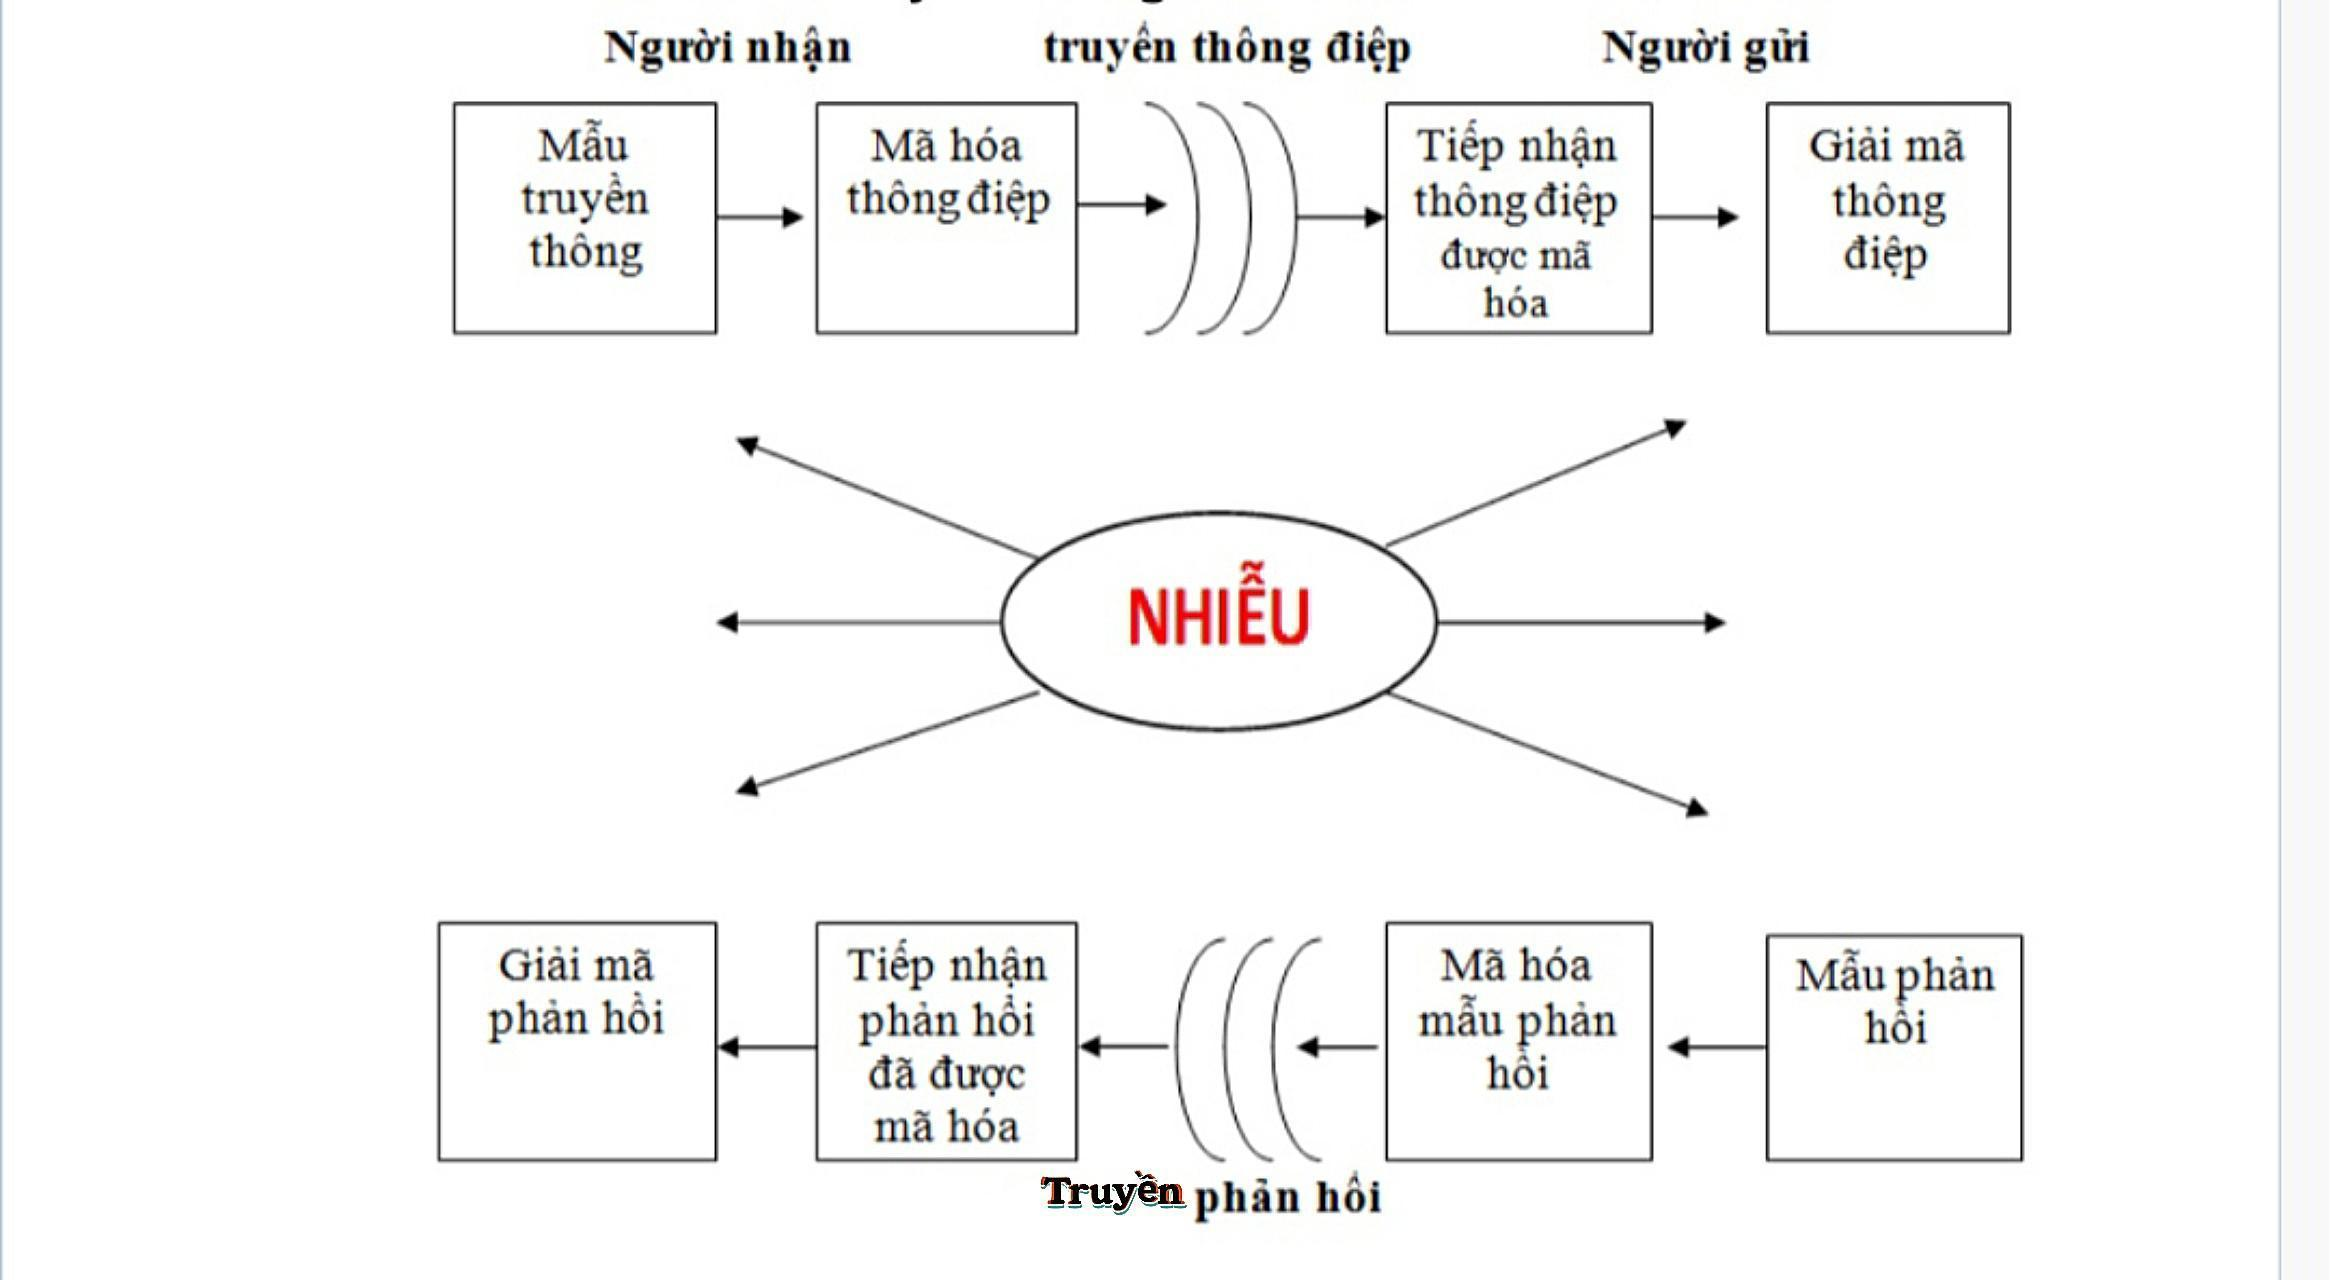 Người nhận truyền thông điệp Người gửi
Mẫu
truyền
thông
Mã hóa
thông điệp
Tiếp nhận
thông điệp
được mã
hóa
Giải mã
thông
điệp
NHIỄU
Giải mã
phản hồi
Tiếp nhận
phản hồi
đã được
mã hóa
Mã hóa
mẫu phản
hồi
Mẫu phản
hồi
Truyền phản hồi